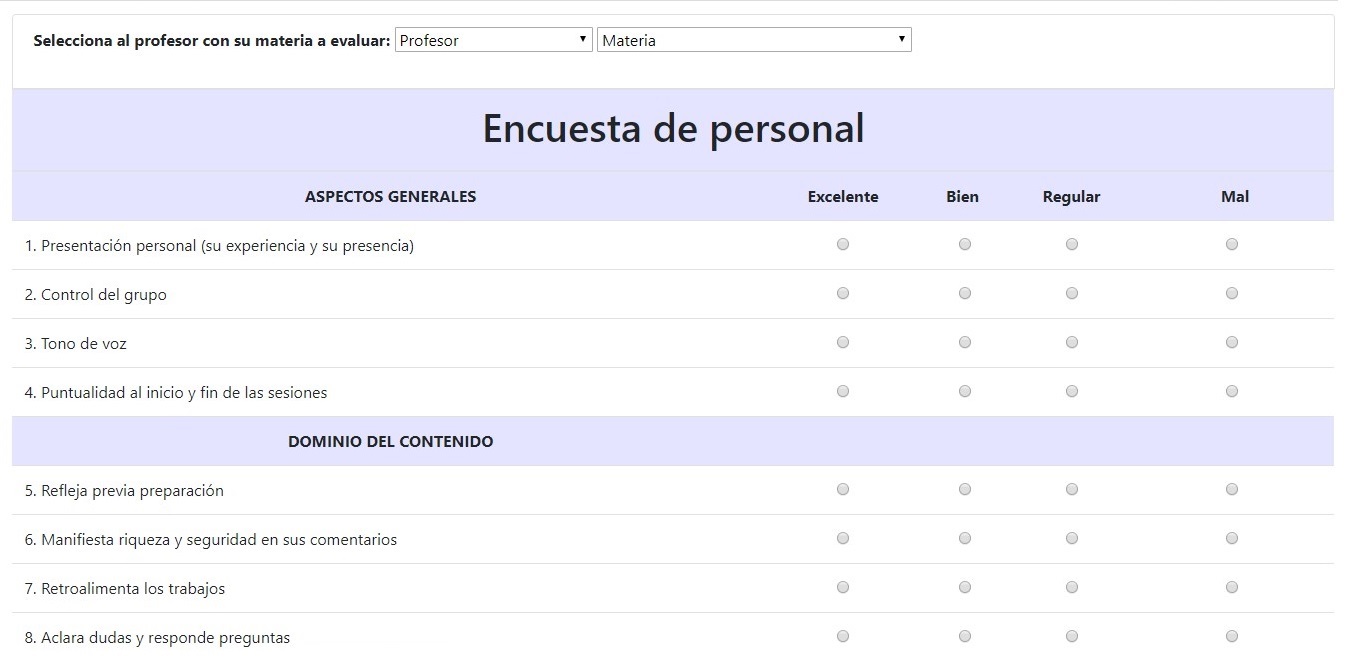 Selecciona al profesor con su materia a evaluar: Profesor Materia
Encuesta de personal
ASPECTOS GENERALES Excelente Bien Regular Mal
1. Presentación personal (su experiencia y su presencia)
2. Control del grupo
3. Tono de voz
4. Puntualidad al inicio y fin de las sesiones
DOMINIO DEL CONTENIDO
5. Refleja previa preparación
6. Manifiesta riqueza y seguridad en sus comentarios
7. Retroalimenta los trabajos
8. Aclara dudas y responde preguntas